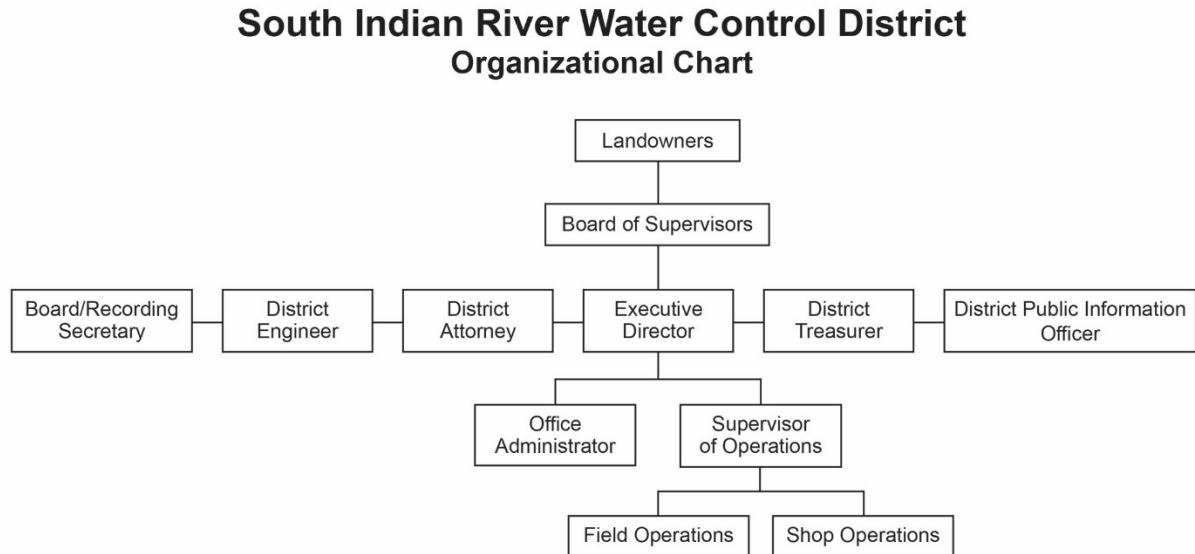 South Indian River Water Control District
Organizational Chart
Landowners
Board of Supervisors
Board/Recording
Secretary
District
Engineer
District
Attorney
Executive
Director
District
Treasurer
District Public Information
Officer
Office
Administrator
Supervisor
of Operations
Field Operations
Shop Operations